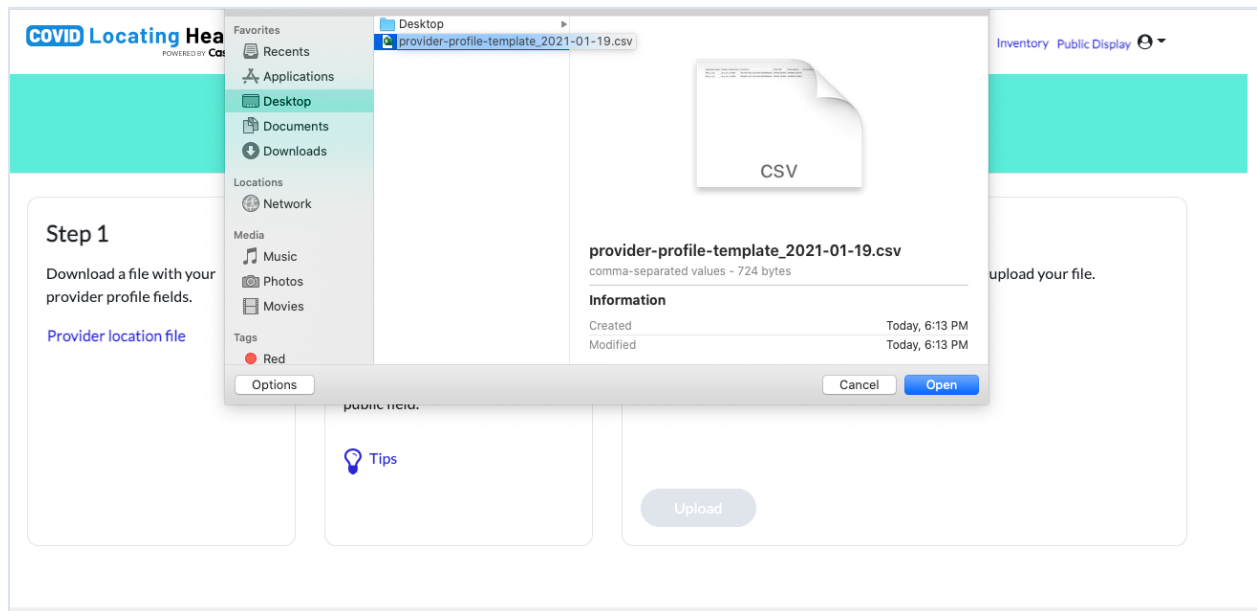 COVID Locating Hea
POWERED BY Cas
Inventory Public Display
Favorites
Recents
Applications
Desktop
Documents
Downloads
Locations
Network
Media
Music
Photos
Movies
Tags
Red
Desktop
provider-profile-template_2021-01-19.csv
CSV
provider-profile-template_2021-01-19.csv
comma-separated values - 724 bytes
Information
Created Today, 6:13 PM
Modified Today, 6:13 PM
Options
Cancel
Open
Step 1
Download a file with your
provider profile fields.
Provider location file
public field.
Tips
upload your file.
Upload